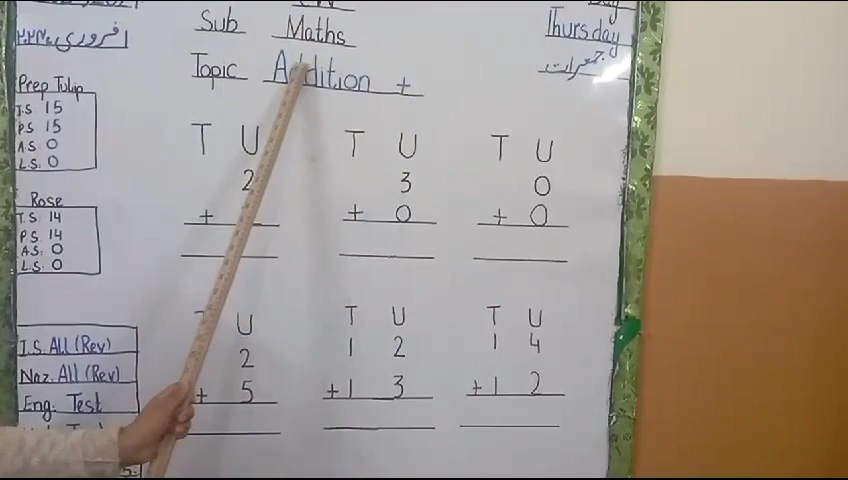 Sub Maths
Thursday
جمعرات
Topic Addition +
Prep Tulip
T.S 15
P.S 15
A.S: 0
L.S: 0
Rose
T.S. 14
P.S 14
A.S: 0
L.S: 0
I.S. All (Rev)
Naz. All (Rev)
Eng. Test
T U
2
+
T U
3
+ 0
T U
0
+ 0
U
2
+ 5
T U
1 2
+1 3
T U
1 4
+1 2